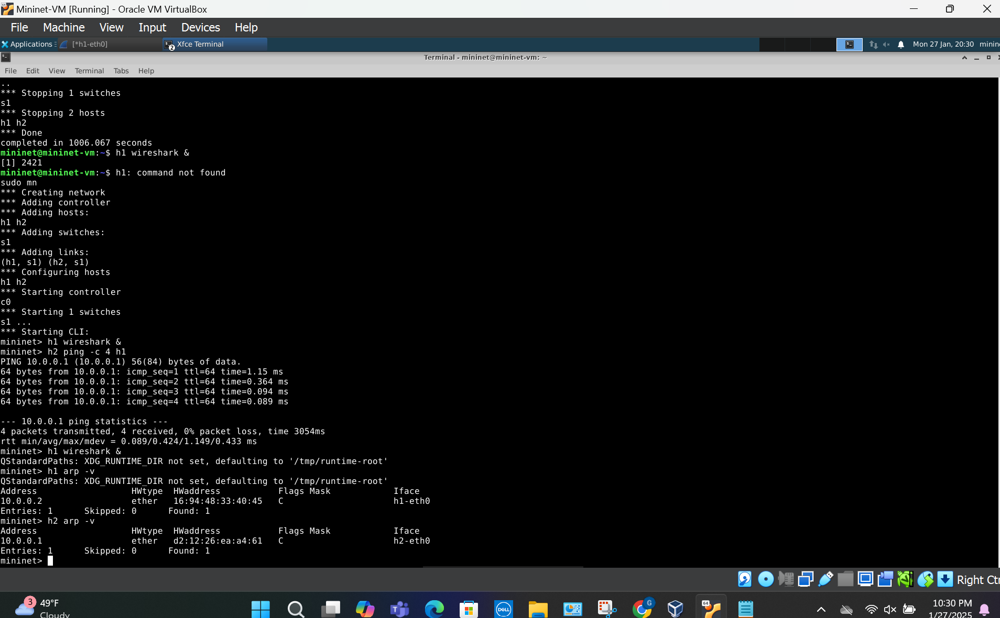 Mininet-VM [Running] - Oracle VM VirtualBox
File Machine View Input Devices Help
Applications [*h1-eth0] Xfce Terminal Mon 27 Jan, 20:30 minin
Terminal - mininet@mininet-vm: ~
File Edit View Terminal Tabs Help
..
*** Stopping 1 switches
s1
*** Stopping 2 hosts
h1 h2
*** Done
completed in 1006.067 seconds
mininet@mininet-vm:~$ h1 wireshark &
[1] 2421
mininet@mininet-vm:~$ h1: command not found
sudo mn
*** Creating network
*** Adding controller
*** Adding hosts:
h1 h2
*** Adding switches:
s1
*** Adding links:
(h1, s1) (h2, s1)
*** Configuring hosts
h1 h2
*** Starting controller
c0
*** Starting 1 switches
s1 ...
*** Starting CLI:
mininet> h1 wireshark &
mininet> h2 ping -c 4 h1
PING 10.0.0.1 (10.0.0.1) 56(84) bytes of data.
64 bytes from 10.0.0.1: icmp_seq=1 ttl=64 time=1.15 ms
64 bytes from 10.0.0.1: icmp_seq=2 ttl=64 time=0.364 ms
64 bytes from 10.0.0.1: icmp_seq=3 ttl=64 time=0.094 ms
64 bytes from 10.0.0.1: icmp_seq=4 ttl=64 time=0.089 ms
--- 10.0.0.1 ping statistics ---
4 packets transmitted, 4 received, 0% packet loss, time 3054ms
rtt min/avg/max/mdev = 0.089/0.424/1.149/0.433 ms
mininet> h1 wireshark &
QStandardPaths: XDG_RUNTIME_DIR not set, defaulting to '/tmp/runtime-root'
mininet> h1 arp -v
QStandardPaths: XDG_RUNTIME_DIR not set, defaulting to '/tmp/runtime-root'
Address HWtype HWaddress Flags Mask Iface
10.0.0.2 ether 16:94:48:33:40:45 C h1-eth0
Entries: 1 Skipped: 0 Found: 1
mininet> h2 arp -v
Address HWtype HWaddress Flags Mask Iface
10.0.0.1 ether d2:12:26:ea:a4:61 C h2-eth0
Entries: 1 Skipped: 0 Found: 1
mininet>
Right Ctr
3 49°F
Cloudy
DELL
64
G
10:30 PM
1/27/2025